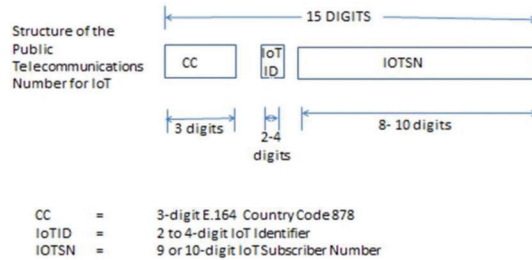 15 DIGITS
Structure of the
Public
Telecommunications
Number for IoT
CC
IoT
ID
IOTSN
3 digits
2-4
digits
8- 10 digits
CC = 3-digit E.164 Country Code 878
IoTID = 2 to 4-digit IoT Identifier
IOTSN = 9 or 10-digit IoT Subscriber Number